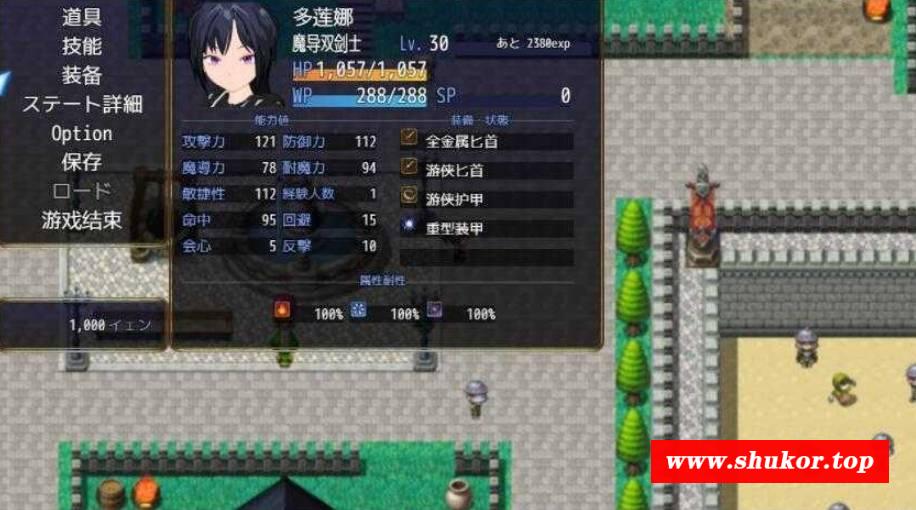 道具
技能
装备
ステート詳細
Option
保存
ロード
游戏结束
1,000 イェン
多莲娜
魔导双剑士 Lv. 30 あと 2380exp
HP 1,057/1,057
WP 288/288 SP 0
能力値
攻撃力 121 防御力 112
魔導力 78 耐魔力 94
敏捷性 112 経験人数 1
命中 95 回避 15
会心 5 反撃 10
装備 状態
全金属匕首
游侠匕首
游侠护甲
重型装甲
属性耐性
100% 100% 100%
www.shukor.top